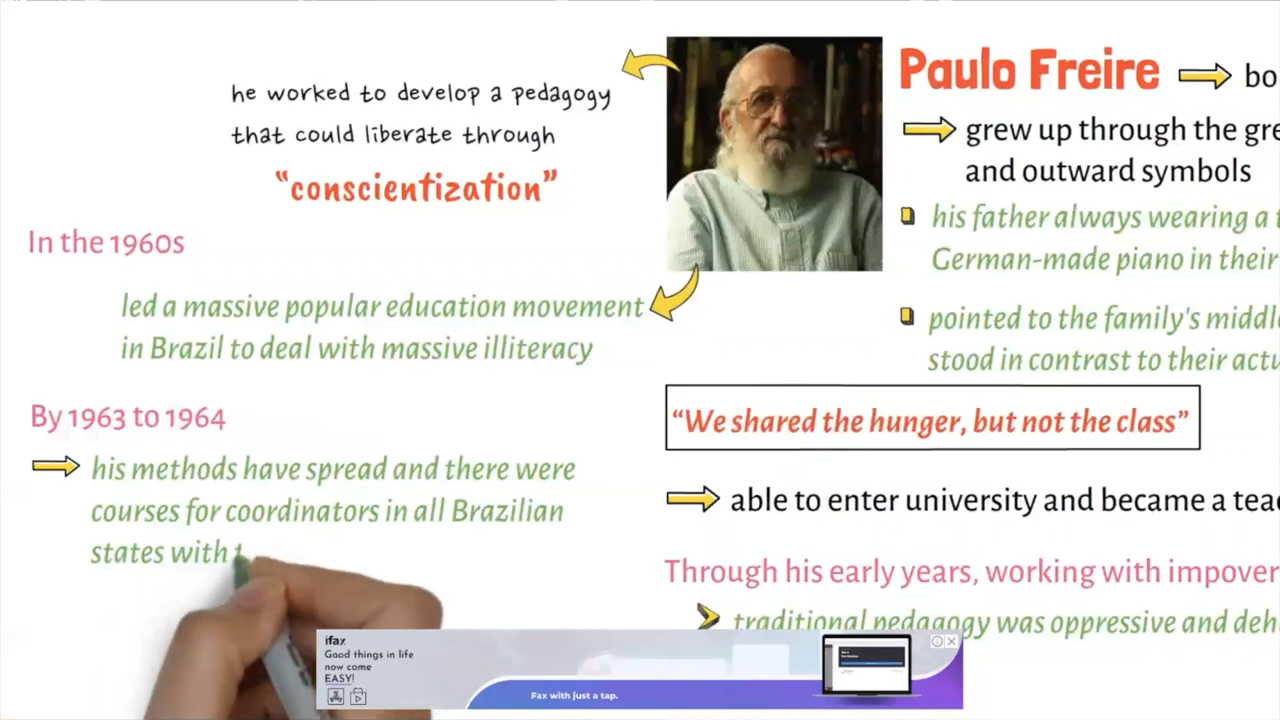 he worked to develop a pedagogy
that could liberate through
“conscientization”
In the 1960s
led a massive popular education movement
in Brazil to deal with massive illiteracy
By 1963 to 1964
his methods have spread and there were
courses for coordinators in all Brazilian
states with t
Paulo Freire
bo
grew up through the gre
and outward symbols
his father always wearing a t
German-made piano in their
pointed to the family's middl
stood in contrast to their actu
“We shared the hunger, but not the class”
able to enter university and became a tea
Through his early years, working with impover
traditional pedagogy was oppressive and deh
ifax
Good things in life
now come
EASY!
Fax with just a tap.